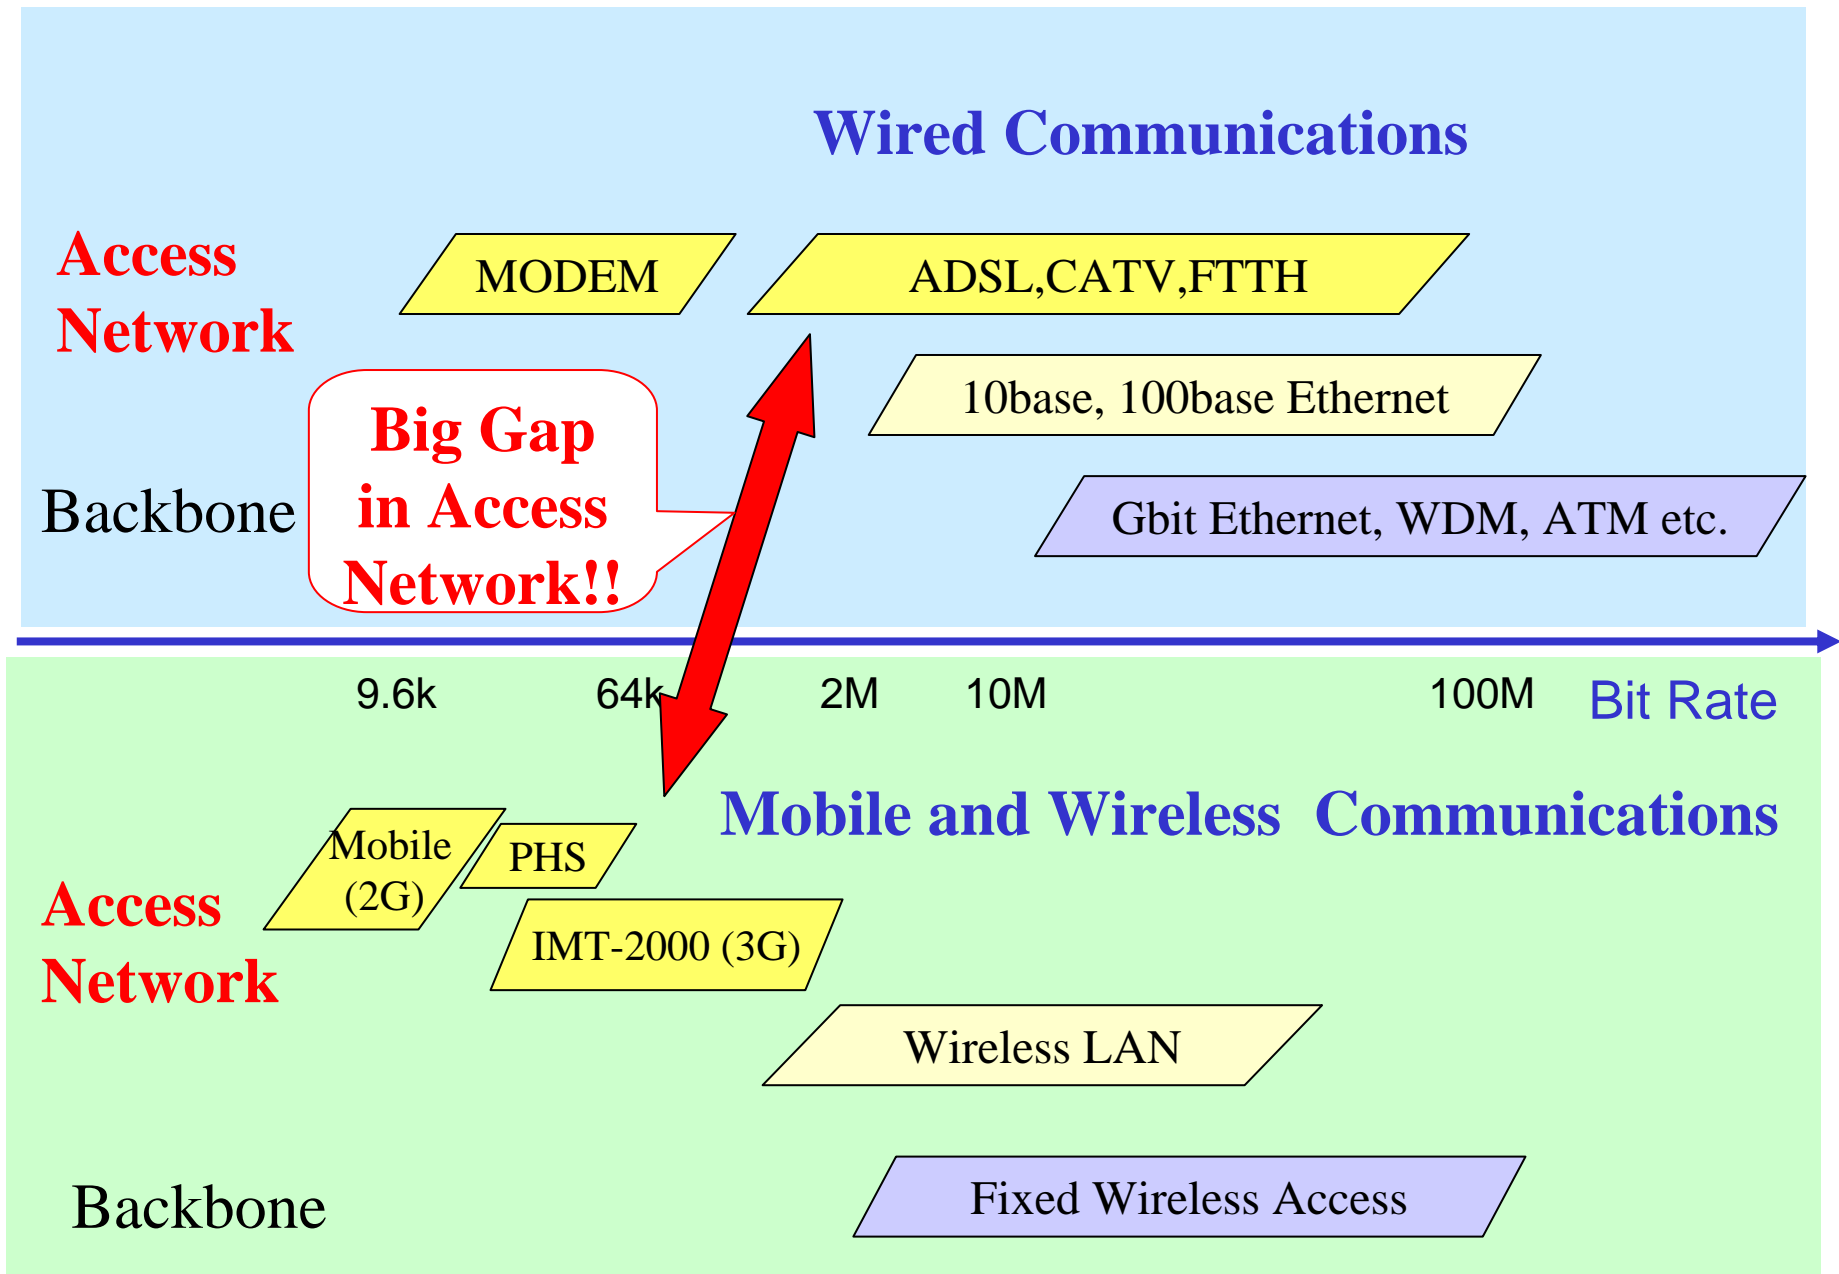 Wired Communications
Access
Network
MODEM
ADSL,CATV,FTTH
10base, 100base Ethernet
Big Gap
in Access
Network!!
Backbone
Gbit Ethernet, WDM, ATM etc.
9.6k
64k
2M
10M
100M
Bit Rate
Mobile and Wireless Communications
Mobile
(2G)
PHS
Access
Network
IMT-2000 (3G)
Wireless LAN
Backbone
Fixed Wireless Access